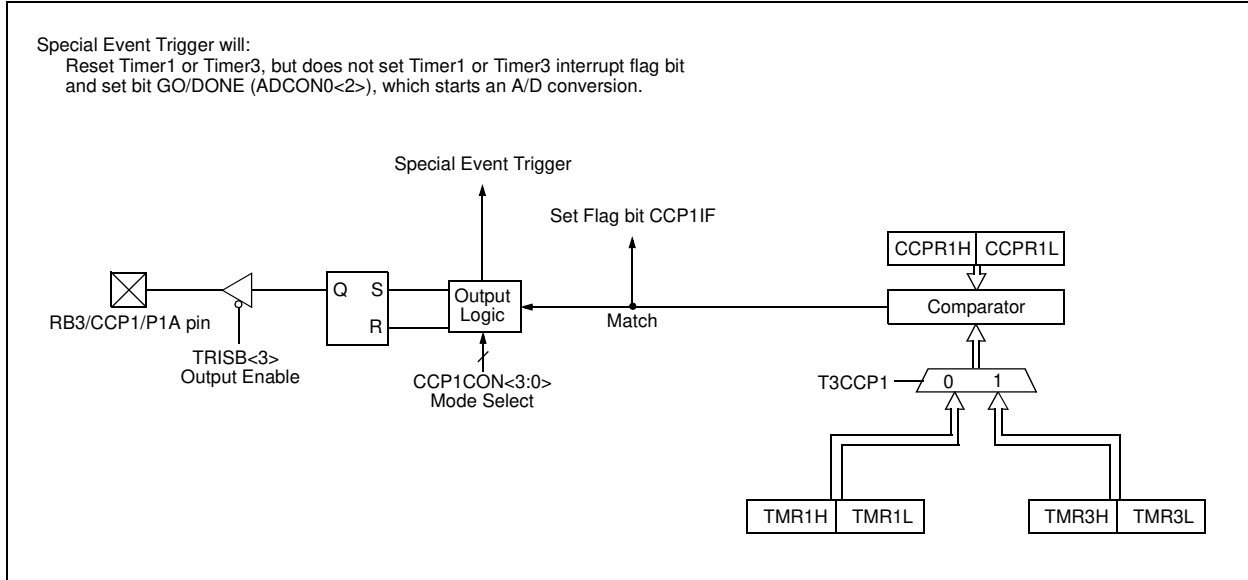 Special Event Trigger will:
Reset Timer1 or Timer3, but does not set Timer1 or Timer3 interrupt flag bit
and set bit GO/DONE (ADCON0<2>), which starts an A/D conversion.
Special Event Trigger
Set Flag bit CCP1IF
CCPR1H CCPR1L
Q S
R
Output
Logic
Comparator
Match
RB3/CCP1/P1A pin
TRISB<3>
Output Enable
CCP1CON<3:0>
Mode Select
T3CCP1
0 1
TMR1H TMR1L
TMR3H TMR3L